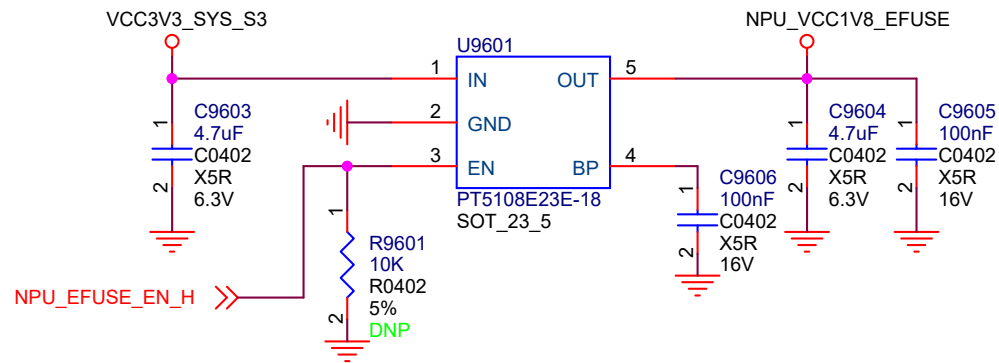 VCC3V3_SYS_S3
NPU_VCC1V8_EFUSE
U9601
1
IN
OUT
5
2
GND
3
EN
BP
4
PT5108E23E-18
SOT_23_5
1
2
C9603
4.7uF
C0402
X5R
6.3V
1
2
C9604
4.7uF
C0402
X5R
6.3V
1
2
C9605
100nF
C0402
X5R
16V
1
2
C9606
100nF
C0402
X5R
16V
1
2
R9601
10K
R0402
5%
DNP
NPU_EFUSE_EN_H